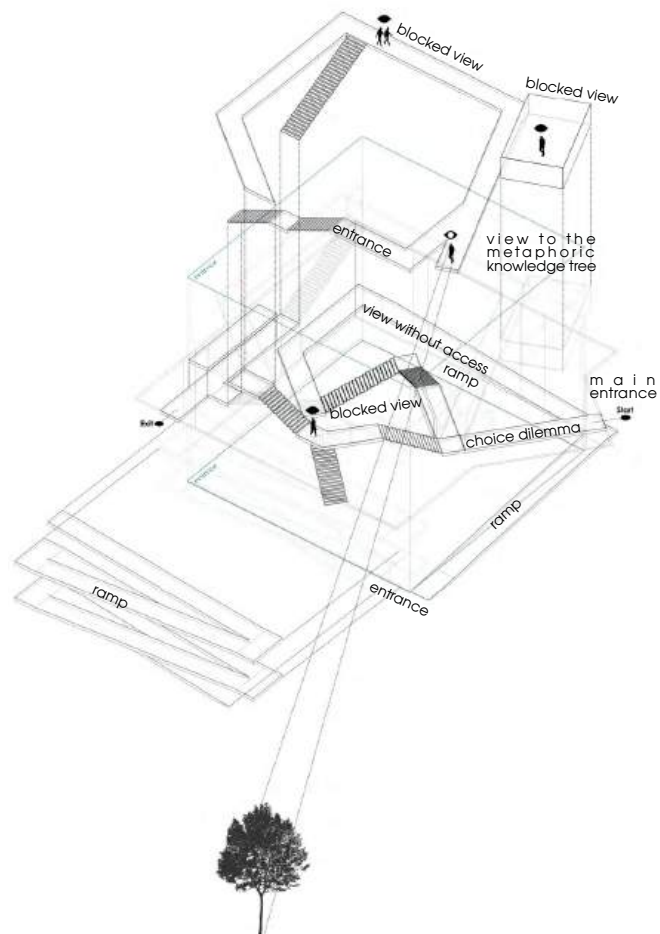 blocked view
blocked view
entrance
view to the
metaphoric
knowledge tree
view without access
ramp
main
entrance
Start
blocked view
choice dilemma
Exit
ramp
ramp
entrance